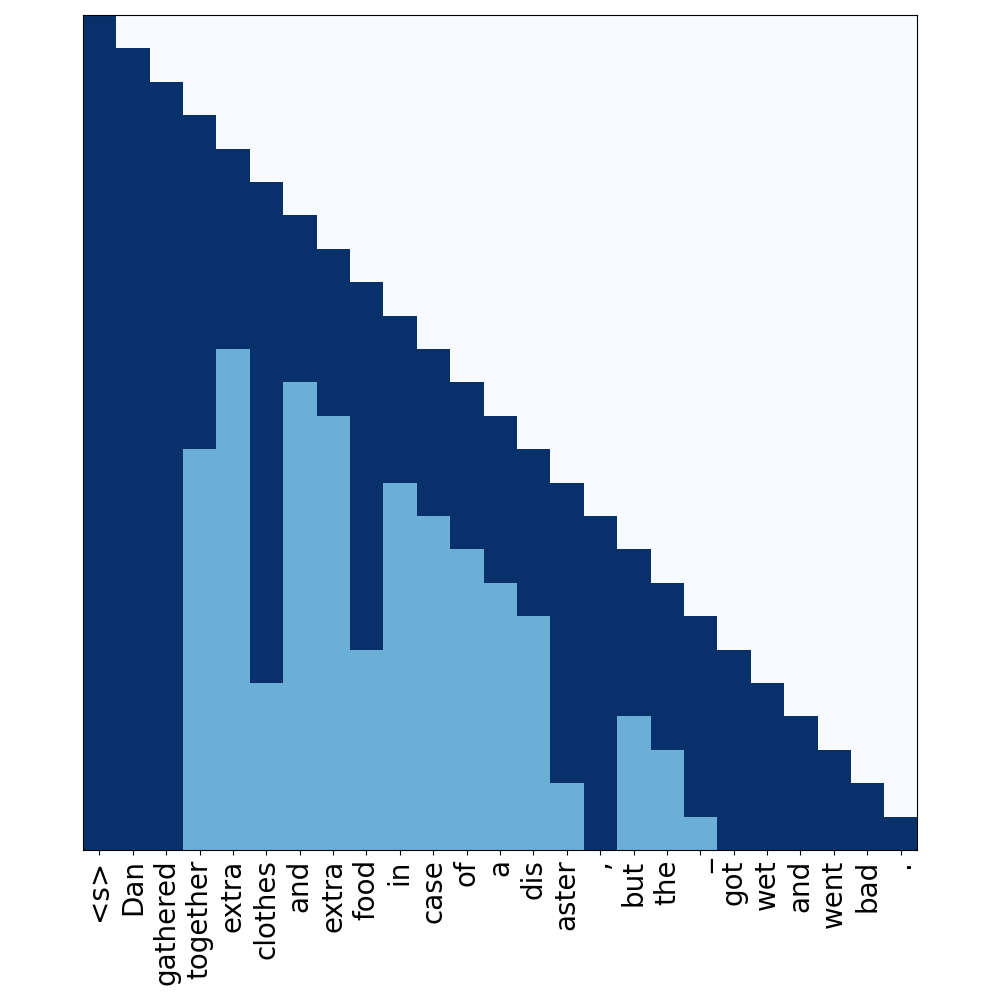 <s> Dan gathered together extra clothes and extra food in case of a dis aster , but the _ got wet and went bad .